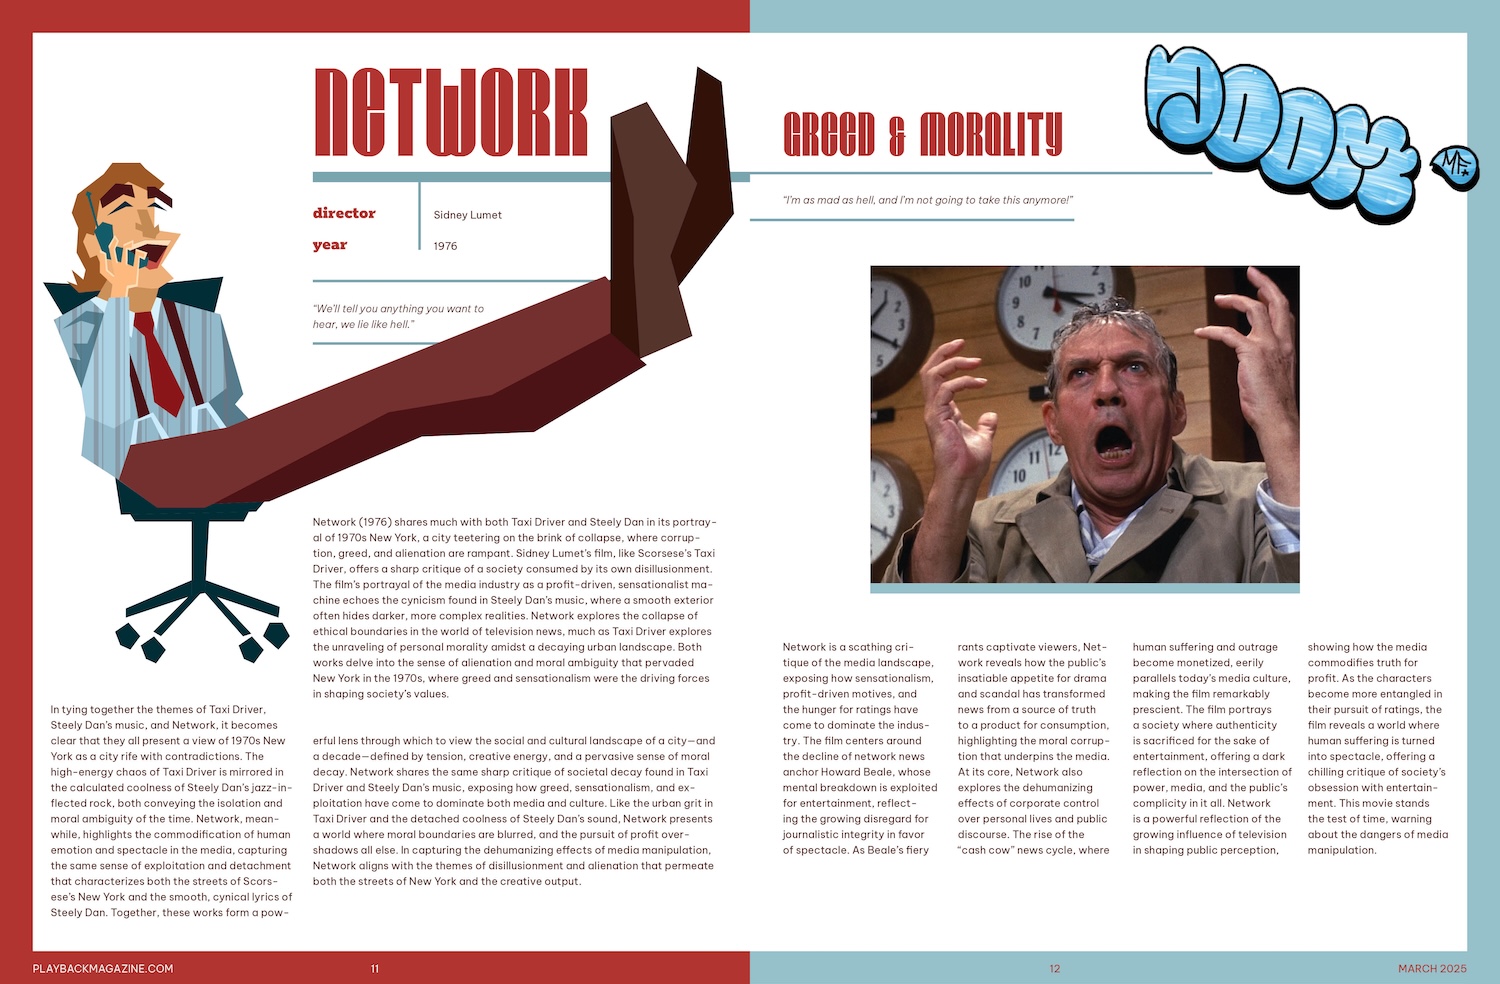 NETWORK
director
Sidney Lumet
year
1976
“We’ll tell you anything you want to
hear, we lie like hell.”
Network (1976) shares much with both Taxi Driver and Steely Dan in its portray-
al of 1970s New York, a city teetering on the brink of collapse, where corrup-
tion, greed, and alienation are rampant. Sidney Lumet’s film, like Scorsese’s Taxi
Driver, offers a sharp critique of a society consumed by its own disillusionment.
The film’s portrayal of the media industry as a profit-driven, sensationalist ma-
chine echoes the cynicism found in Steely Dan’s music, where a smooth exterior
often hides darker, more complex realities. Network explores the collapse of
ethical boundaries in the world of television news, much as Taxi Driver explores
the unraveling of personal morality amidst a decaying urban landscape. Both
works delve into the sense of alienation and moral ambiguity that pervaded
New York in the 1970s, where greed and sensationalism were the driving forces
in shaping society’s values.
In tying together the themes of Taxi Driver,
Steely Dan’s music, and Network, it becomes
clear that they all present a view of 1970s New
York as a city rife with contradictions. The
high-energy chaos of Taxi Driver is mirrored in
the calculated coolness of Steely Dan’s jazz-in-
flected rock, both conveying the isolation and
moral ambiguity of the time. Network, mean-
while, highlights the commodification of human
emotion and spectacle in the media, capturing
the same sense of exploitation and detachment
that characterizes both the streets of Scors-
ese’s New York and the smooth, cynical lyrics of
Steely Dan. Together, these works form a pow-
erful lens through which to view the social and cultural landscape of a city—and
a decade—defined by tension, creative energy, and a pervasive sense of moral
decay. Network shares the same sharp critique of societal decay found in Taxi
Driver and Steely Dan’s music, exposing how greed, sensationalism, and ex-
ploitation have come to dominate both media and culture. Like the urban grit in
Taxi Driver and the detached coolness of Steely Dan’s sound, Network presents
a world where moral boundaries are blurred, and the pursuit of profit over-
shadows all else. In capturing the dehumanizing effects of media manipulation,
Network aligns with the themes of disillusionment and alienation that permeate
both the streets of New York and the creative output.
PLAYBACKMAGAZINE.COM
11
GREED & MORALITY
DOOM
MF
“I’m as mad as hell, and I’m not going to take this anymore!”
12
2
3
4
5
10
9
8
7
12
1
2
3
4
12
11
10
Network is a scathing cri-
tique of the media landscape,
exposing how sensationalism,
profit-driven motives, and
the hunger for ratings have
come to dominate the indus-
try. The film centers around
the decline of network news
anchor Howard Beale, whose
mental breakdown is exploited
for entertainment, reflect-
ing the growing disregard for
journalistic integrity in favor
of spectacle. As Beale’s fiery
rants captivate viewers, Net-
work reveals how the public’s
insatiable appetite for drama
and scandal has transformed
news from a source of truth
to a product for consumption,
highlighting the moral corrup-
tion that underpins the media.
At its core, Network also
explores the dehumanizing
effects of corporate control
over personal lives and public
discourse. The rise of the
“cash cow” news cycle, where
human suffering and outrage
become monetized, eerily
parallels today’s media culture,
making the film remarkably
prescient. The film portrays
a society where authenticity
is sacrificed for the sake of
entertainment, offering a dark
reflection on the intersection of
power, media, and the public’s
complicity in it all. Network
is a powerful reflection of the
growing influence of television
in shaping public perception,
showing how the media
commodifies truth for
profit. As the characters
become more entangled in
their pursuit of ratings, the
film reveals a world where
human suffering is turned
into spectacle, offering a
chilling critique of society’s
obsession with entertain-
ment. This movie stands
the test of time, warning
about the dangers of media
manipulation.
12
MARCH 2025